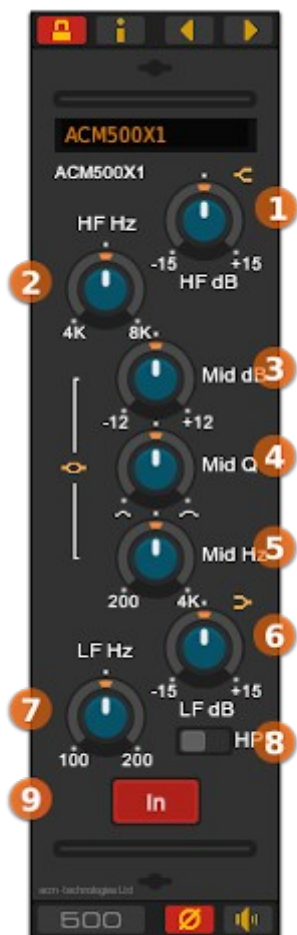 ACM500X1
ACM500X1
1
HF Hz
-15 +15
HF dB
2
4K 8K
3
Mid dB
-12 +12
4
Mid Q
5
Mid Hz
200 4K
6
LF Hz
-15 +15
LF dB
7
8
HP
100 200
9
In
acm-technologies Ltd
500